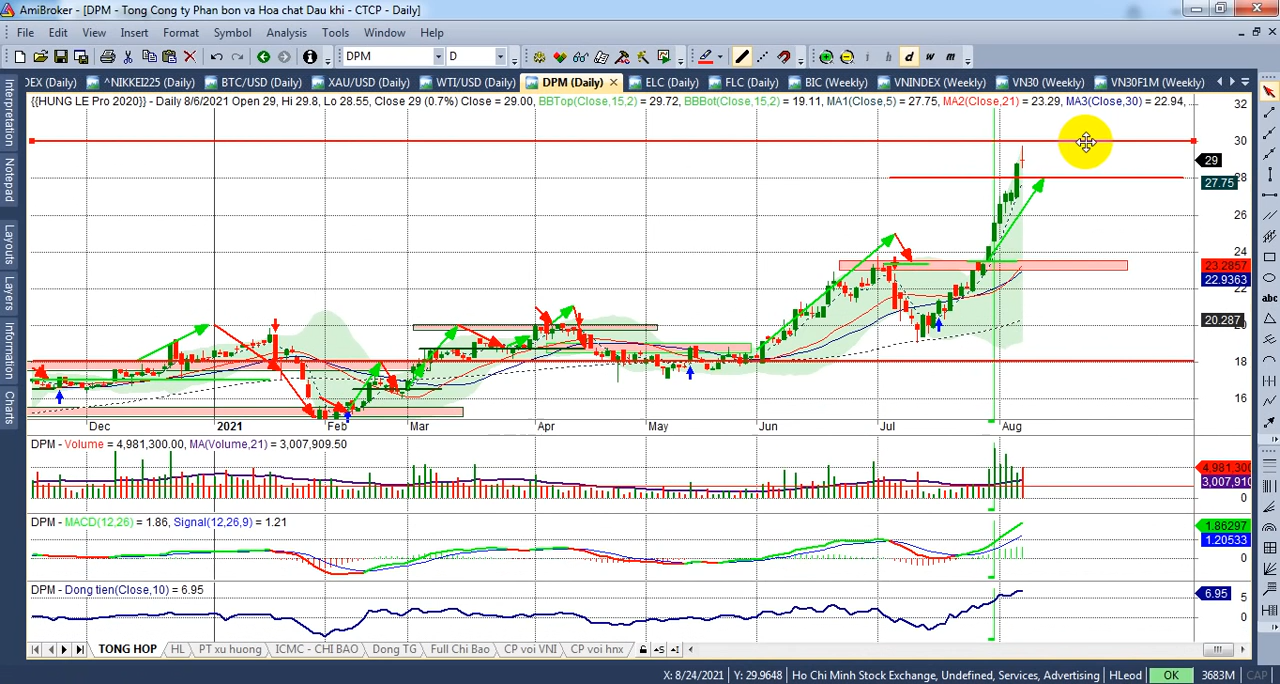 AmiBroker - [DPM - Tong Cong ty Phan bon va Hoa chat Dau khi - CTCP - Daily]
File Edit View Insert Format Symbol Analysis Tools Window Help
DPM D i h d w m
DEX (Daily) ^NIKKEI225 (Daily) BTC/USD (Daily) XAU/USD (Daily) WTI/USD (Daily) DPM (Daily) ELC (Daily) FLC (Daily) BIC (Weekly) VNINDEX (Weekly) VN30 (Weekly) VN30F1M (Weekly)
{{HUNG LE Pro 2020}} - Daily 8/6/2021 Open 29, Hi 29.8, Lo 28.55, Close 29 (0.7%) Close = 29.00, BBTop(Close,15,2) = 29.72, BBBot(Close,15,2) = 19.11, MA1(Close,5) = 27.75, MA2(Close,21) = 23.29, MA3(Close,30) = 22.94,
Interpretation
Notepad
Layouts
Layers
Information
Charts
abc
32
30
29
28
27.75
26
24
23.2857
22.9363
22
20.287
18
16
Dec 2021 Feb Mar Apr May Jun Jul Aug
DPM - Volume = 4,981,300.00, MA(Volume,21) = 3,007,909.50
4,981,300
3,007,910
0
DPM - MACD(12,26) = 1.86, Signal(12,26,9) = 1.21
1.86297
1.20533
0
DPM - Dong tien(Close,10) = 6.95
6.95
5
0
TONG HOP HL PT xu huong ICMC - CHI BAO Dong TG Full Chi Bao CP voi VNI CP voi hnx
X: 8/24/2021 Y: 29.9648 Ho Chi Minh Stock Exchange, Undefined, Services, Advertising HLeod OK 3683M CAP